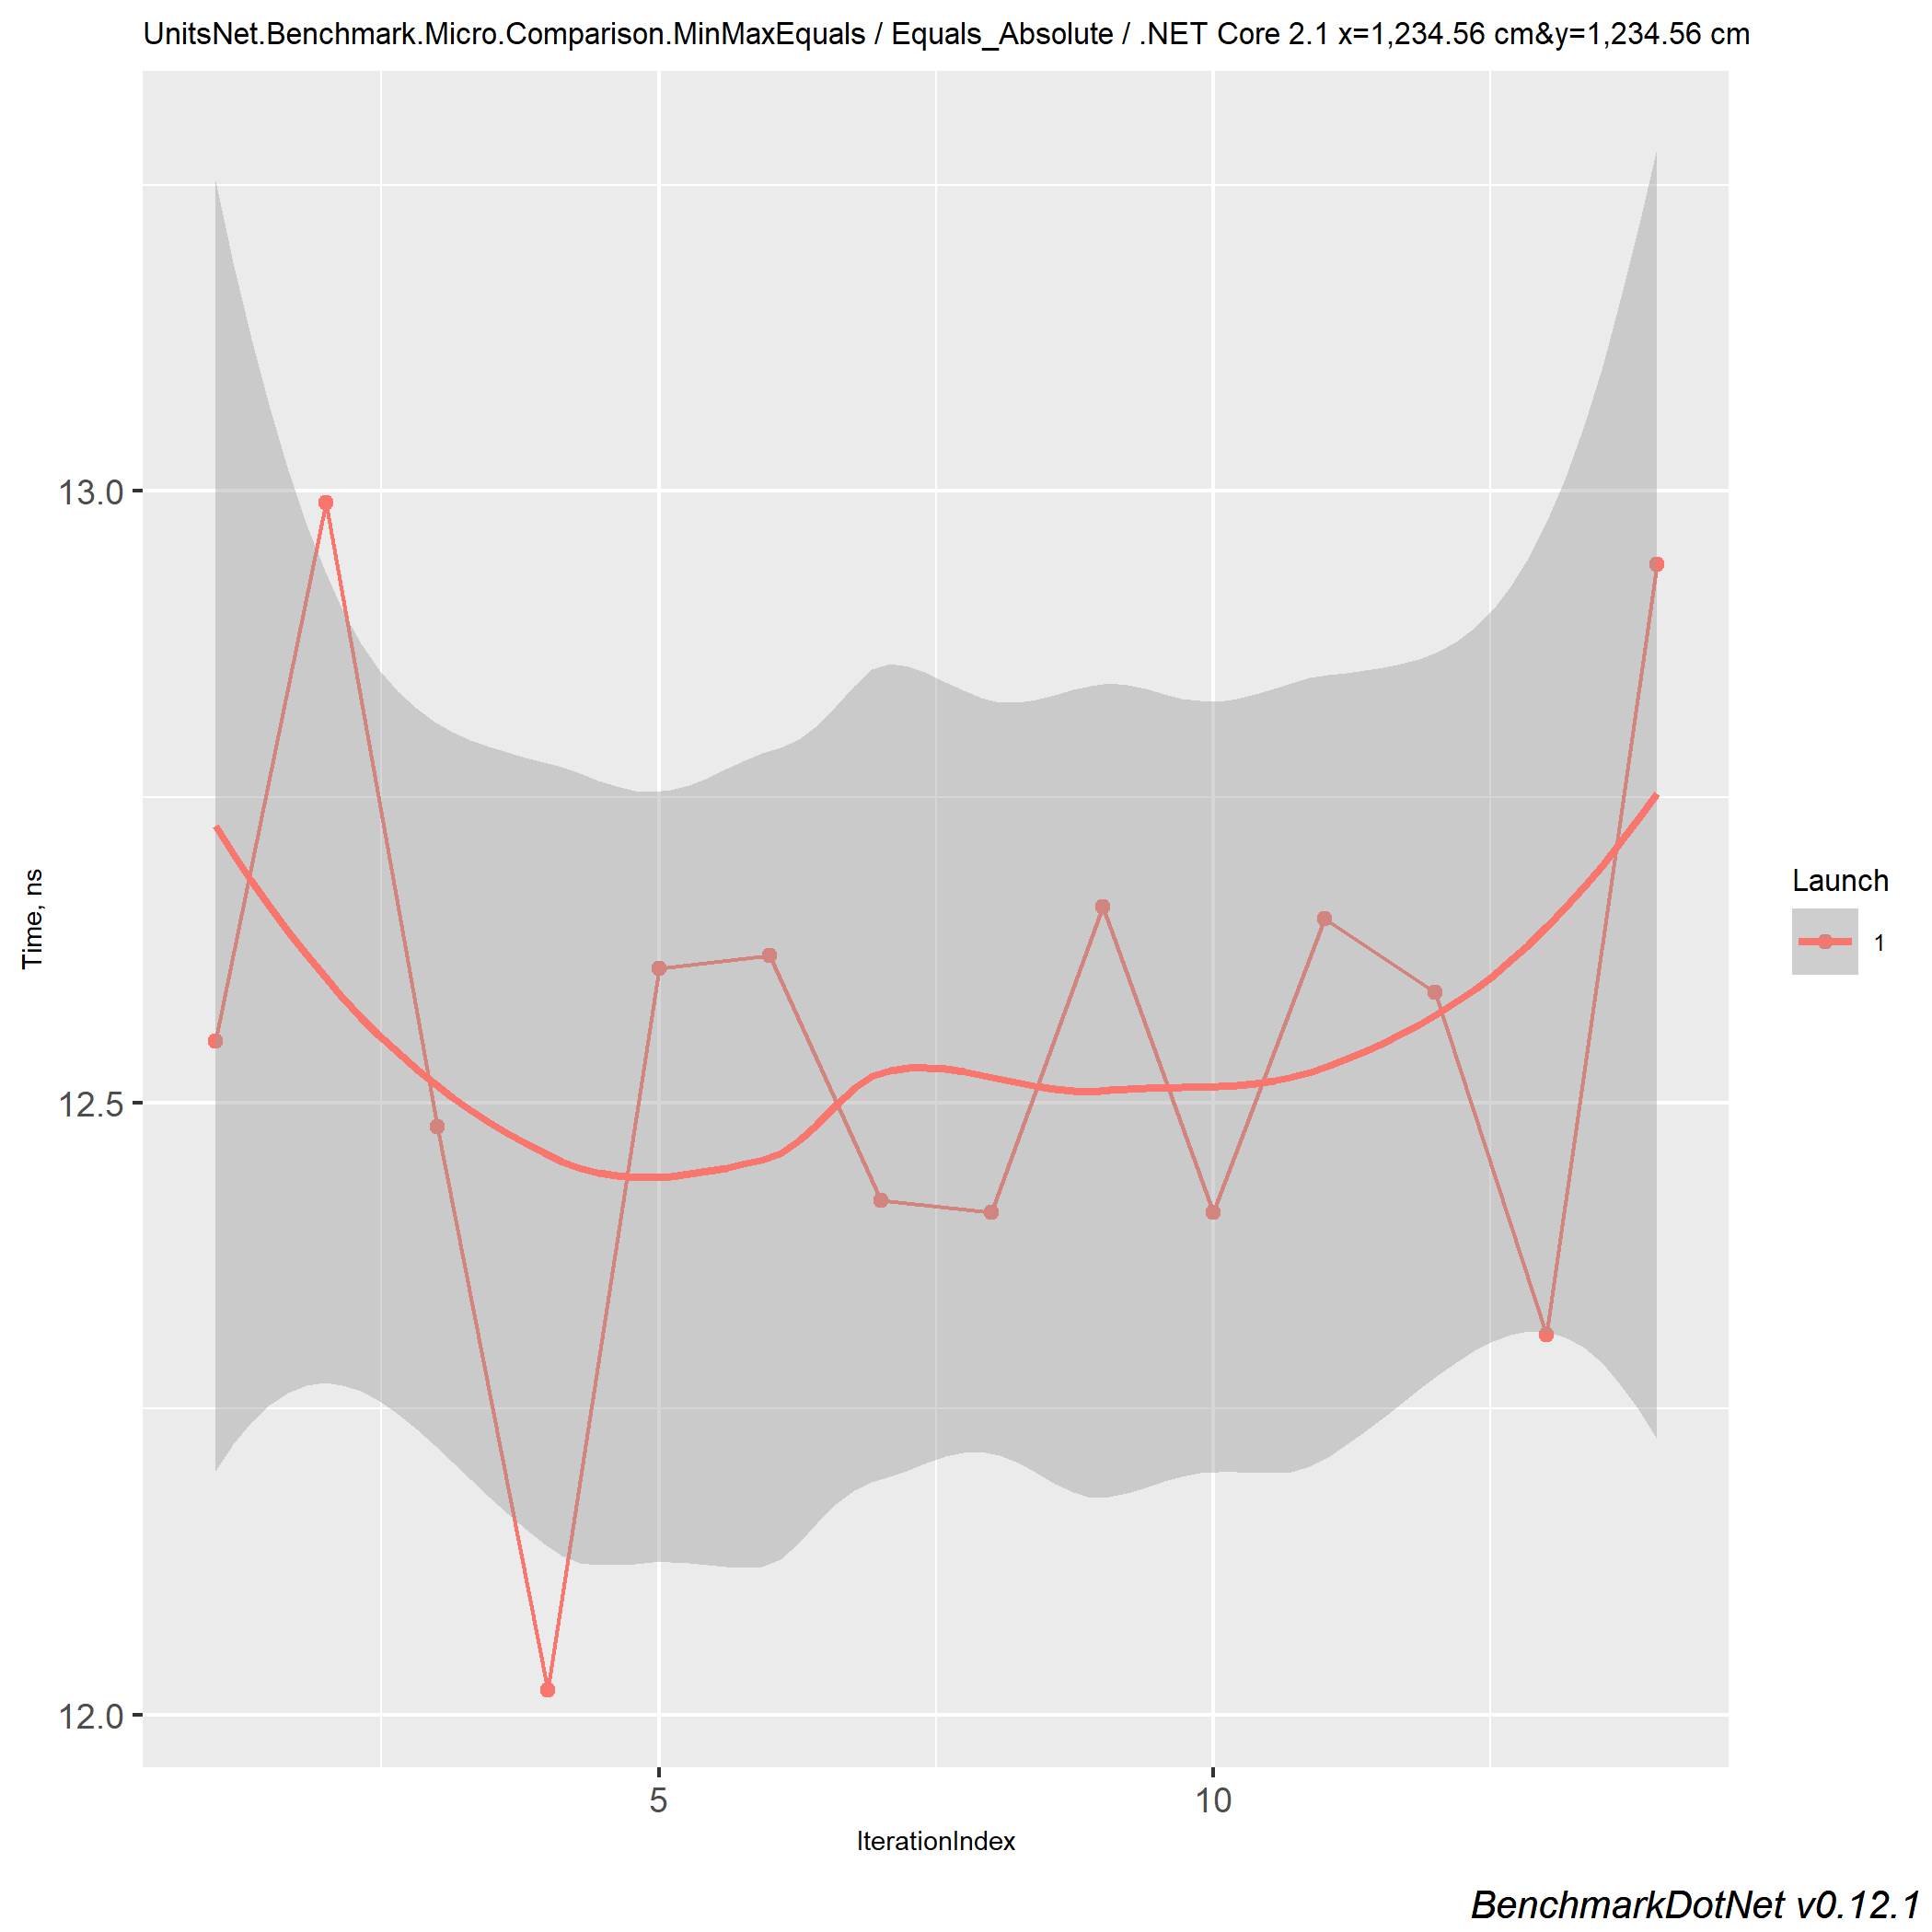 UnitsNet.Benchmark.Micro.Comparison.MinMaxEquals / Equals_Absolute / .NET Core 2.1 x=1,234.56 cm&y=1,234.56 cm
13.0
12.5
12.0
Time, ns
5
10
IterationIndex
Launch
1
BenchmarkDotNet v0.12.1